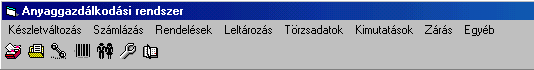 Anyaggazdálkodási rendszer
Készletváltozás Számlázás Rendelések Leltározás Törzsadatok Kimutatások Zárás Egyéb